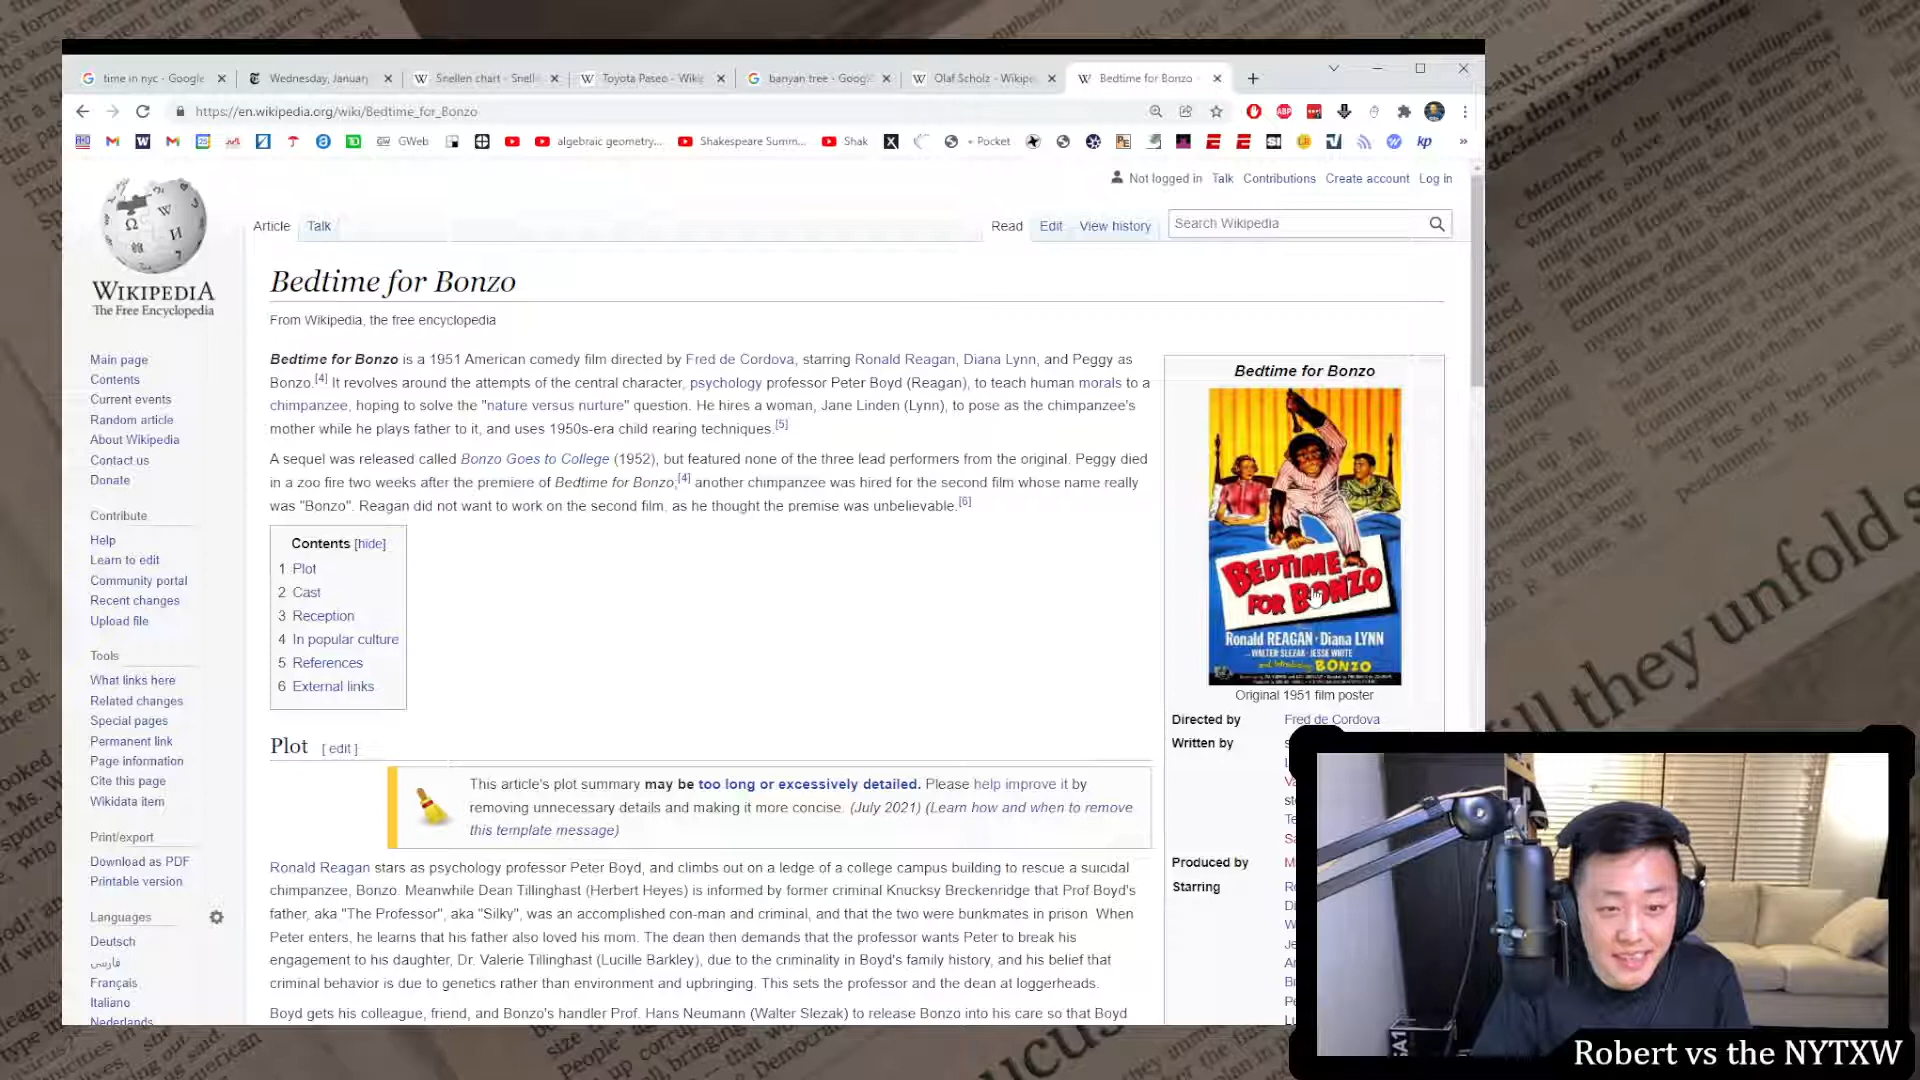 time in nyc - Google
Wednesday, January
Snellen chart - Snell
Toyota Paseo - Wiki
banyan tree - Googl
Olaf Scholz - Wikipe
Bedtime for Bonzo -
https://en.wikipedia.org/wiki/Bedtime_for_Bonzo
GWeb
algebraic geometry...
Shakespeare Summ...
Shak
+ Pocket
kp
Not logged in Talk Contributions Create account Log in
Article Talk
Read Edit View history
Search Wikipedia
WIKIPEDIA
The Free Encyclopedia
Main page
Contents
Current events
Random article
About Wikipedia
Contact us
Donate
Contribute
Help
Learn to edit
Community portal
Recent changes
Upload file
Tools
What links here
Related changes
Special pages
Permanent link
Page information
Cite this page
Wikidata item
Print/export
Download as PDF
Printable version
Languages
Deutsch
فارسی
Français
Italiano
Nederlands
Bedtime for Bonzo
From Wikipedia, the free encyclopedia
Bedtime for Bonzo is a 1951 American comedy film directed by Fred de Cordova, starring Ronald Reagan, Diana Lynn, and Peggy as
Bonzo.[4] It revolves around the attempts of the central character, psychology professor Peter Boyd (Reagan), to teach human morals to a
chimpanzee, hoping to solve the "nature versus nurture" question. He hires a woman, Jane Linden (Lynn), to pose as the chimpanzee's
mother while he plays father to it, and uses 1950s-era child rearing techniques.[5]
A sequel was released called Bonzo Goes to College (1952), but featured none of the three lead performers from the original. Peggy died
in a zoo fire two weeks after the premiere of Bedtime for Bonzo;[4] another chimpanzee was hired for the second film whose name really
was "Bonzo". Reagan did not want to work on the second film, as he thought the premise was unbelievable.[6]
Contents [hide]
1 Plot
2 Cast
3 Reception
4 In popular culture
5 References
6 External links
Plot [ edit ]
This article's plot summary may be too long or excessively detailed. Please help improve it by
removing unnecessary details and making it more concise. (July 2021) (Learn how and when to remove
this template message)
Ronald Reagan stars as psychology professor Peter Boyd, and climbs out on a ledge of a college campus building to rescue a suicidal
chimpanzee, Bonzo. Meanwhile Dean Tillinghast (Herbert Heyes) is informed by former criminal Knucksy Breckenridge that Prof Boyd's
father, aka "The Professor", aka "Silky", was an accomplished con-man and criminal, and that the two were bunkmates in prison. When
Peter enters, he learns that his father also loved his mom. The dean then demands that the professor wants Peter to break his
engagement to his daughter, Dr. Valerie Tillinghast (Lucille Barkley), due to the criminality in Boyd's family history, and his belief that
criminal behavior is due to genetics rather than environment and upbringing. This sets the professor and the dean at loggerheads.
Boyd gets his colleague, friend, and Bonzo's handler Prof. Hans Neumann (Walter Slezak) to release Bonzo into his care so that Boyd
Bedtime for Bonzo
BEDTIME
FOR BONZO
Ronald REAGAN · Diana LYNN
WALTER SLEZAK · JESSE WHITE
and introducing BONZO
Original 1951 film poster
Directed by Fred de Cordova
Written by
Produced by
Starring
Robert vs the NYTXW
they unfold